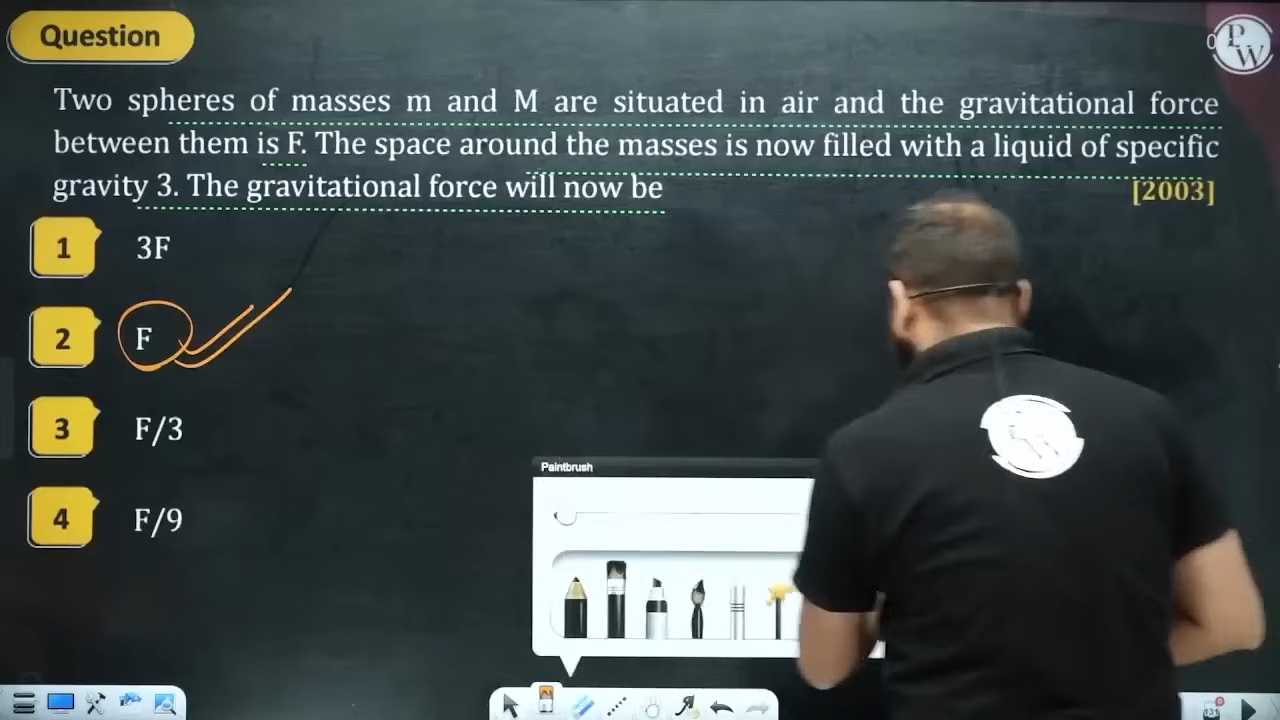 Question
PW
Two spheres of masses m and M are situated in air and the gravitational force
between them is F. The space around the masses is now filled with a liquid of specific
gravity 3. The gravitational force will now be
[2003]
1 3F
2 F
3 F/3
4 F/9
Paintbrush